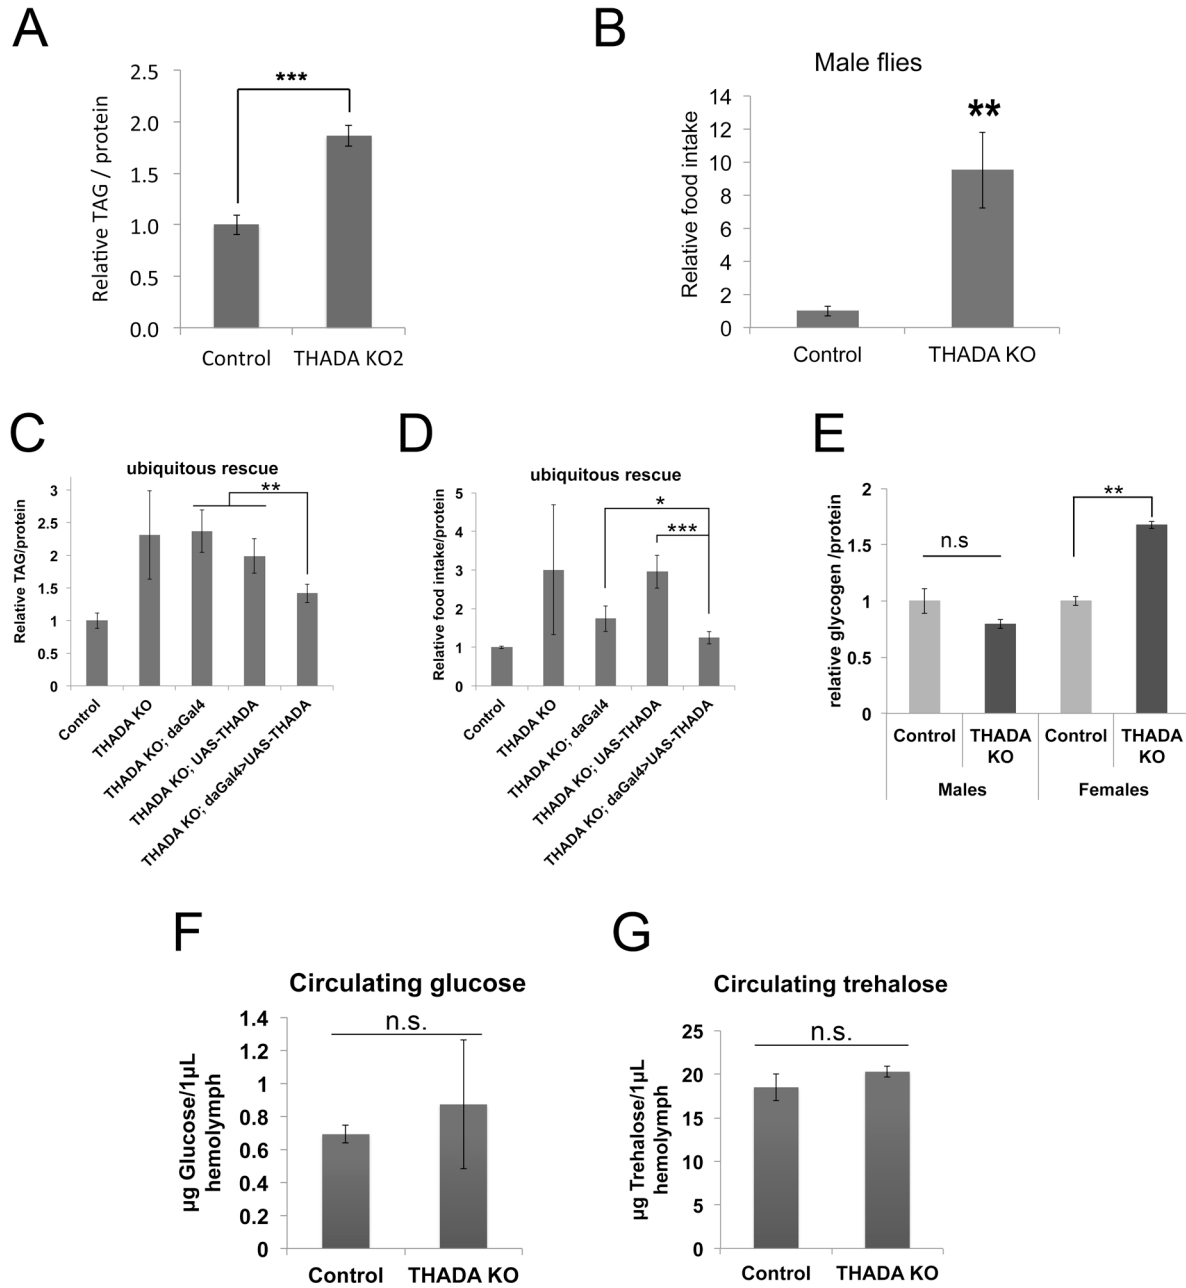 A
***
Relative TAG / protein
2.5
2.0
1.5
1.0
0.5
0.0
Control
THADA KO2
B
Male flies
**
Relative food intake
14
12
10
8
6
4
2
0
Control
THADA KO
C
ubiquitous rescue
**
Relative TAG/protein
3
2.5
2
1.5
1
0.5
0
Control
THADA KO
THADA KO; daGal4
THADA KO; UAS-THADA
THADA KO; daGal4>UAS-THADA
D
ubiquitous rescue
*
***
Relative food intake/protein
5
4
3
2
1
0
Control
THADA KO
THADA KO; daGal4
THADA KO; UAS-THADA
THADA KO; daGal4>UAS-THADA
E
**
n.s
relative glycogen /protein
2
1.5
1
0.5
0
Control
THADA
KO
Control
THADA
KO
Males
Females
F
Circulating glucose
n.s.
µg Glucose/1µL
hemolymph
1.4
1.2
1
0.8
0.6
0.4
0.2
0
Control
THADA KO
G
Circulating trehalose
n.s.
µg Trehalose/1µL
hemolymph
25
20
15
10
5
0
Control
THADA KO